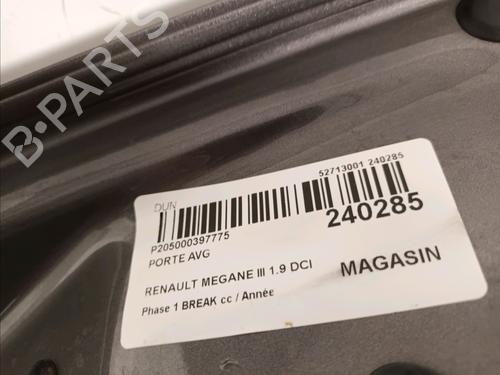 B-PARTS
DUN
52713001 240285
P205000397775
240285
PORTE AVG
RENAULT MEGANE III 1.9 DCI
MAGASIN
Phase 1 BREAK cc / Année